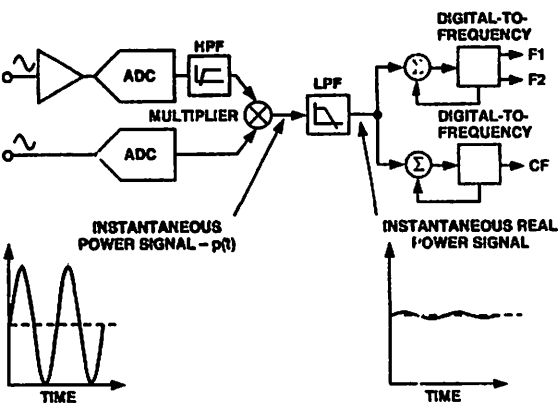 DIGITAL-TO-
FREQUENCY
HPF
ADC
F1
F2
LPF
MULTIPLIER
DIGITAL-TO-
FREQUENCY
ADC
Σ
Σ
CF
INSTANTANEOUS
POWER SIGNAL – p(t)
INSTANTANEOUS REAL
POWER SIGNAL
TIME
TIME